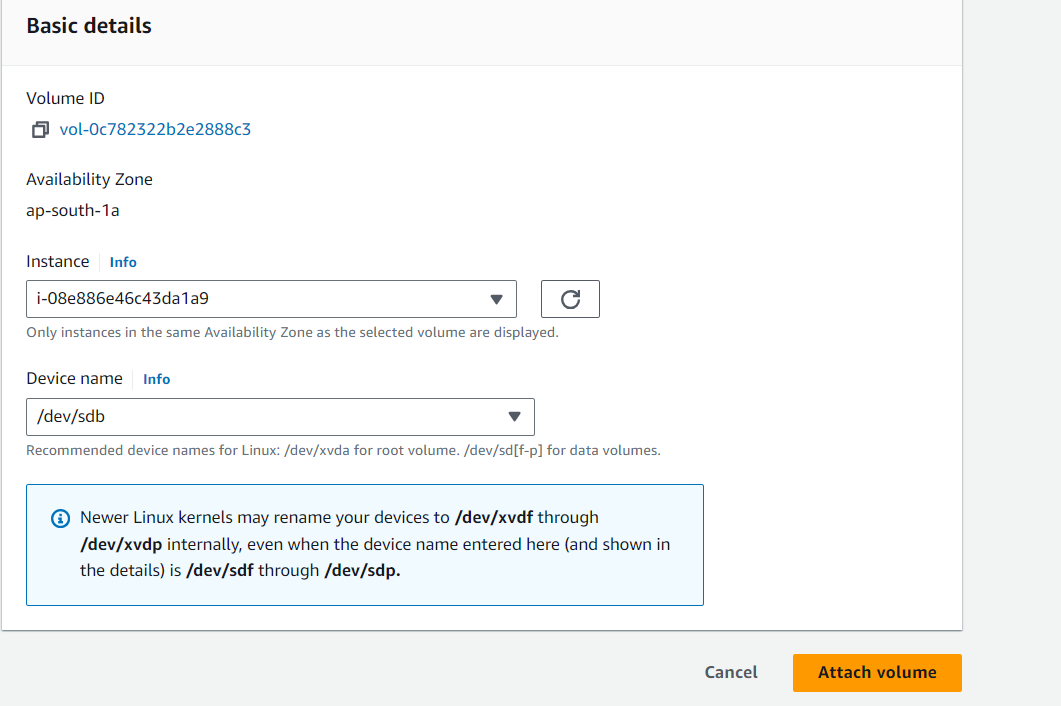 Basic details
Volume ID
vol-0c782322b2e2888c3
Availability Zone
ap-south-1a
Instance
Info
i-08e886e46c43da1a9
Only instances in the same Availability Zone as the selected volume are displayed.
Device name
Info
/dev/sdb
Recommended device names for Linux: /dev/xvda for root volume. /dev/sd[f-p] for data volumes.
Newer Linux kernels may rename your devices to /dev/xvdf through
/dev/xvdp internally, even when the device name entered here (and shown in
the details) is /dev/sdf through /dev/sdp.
Cancel
Attach volume